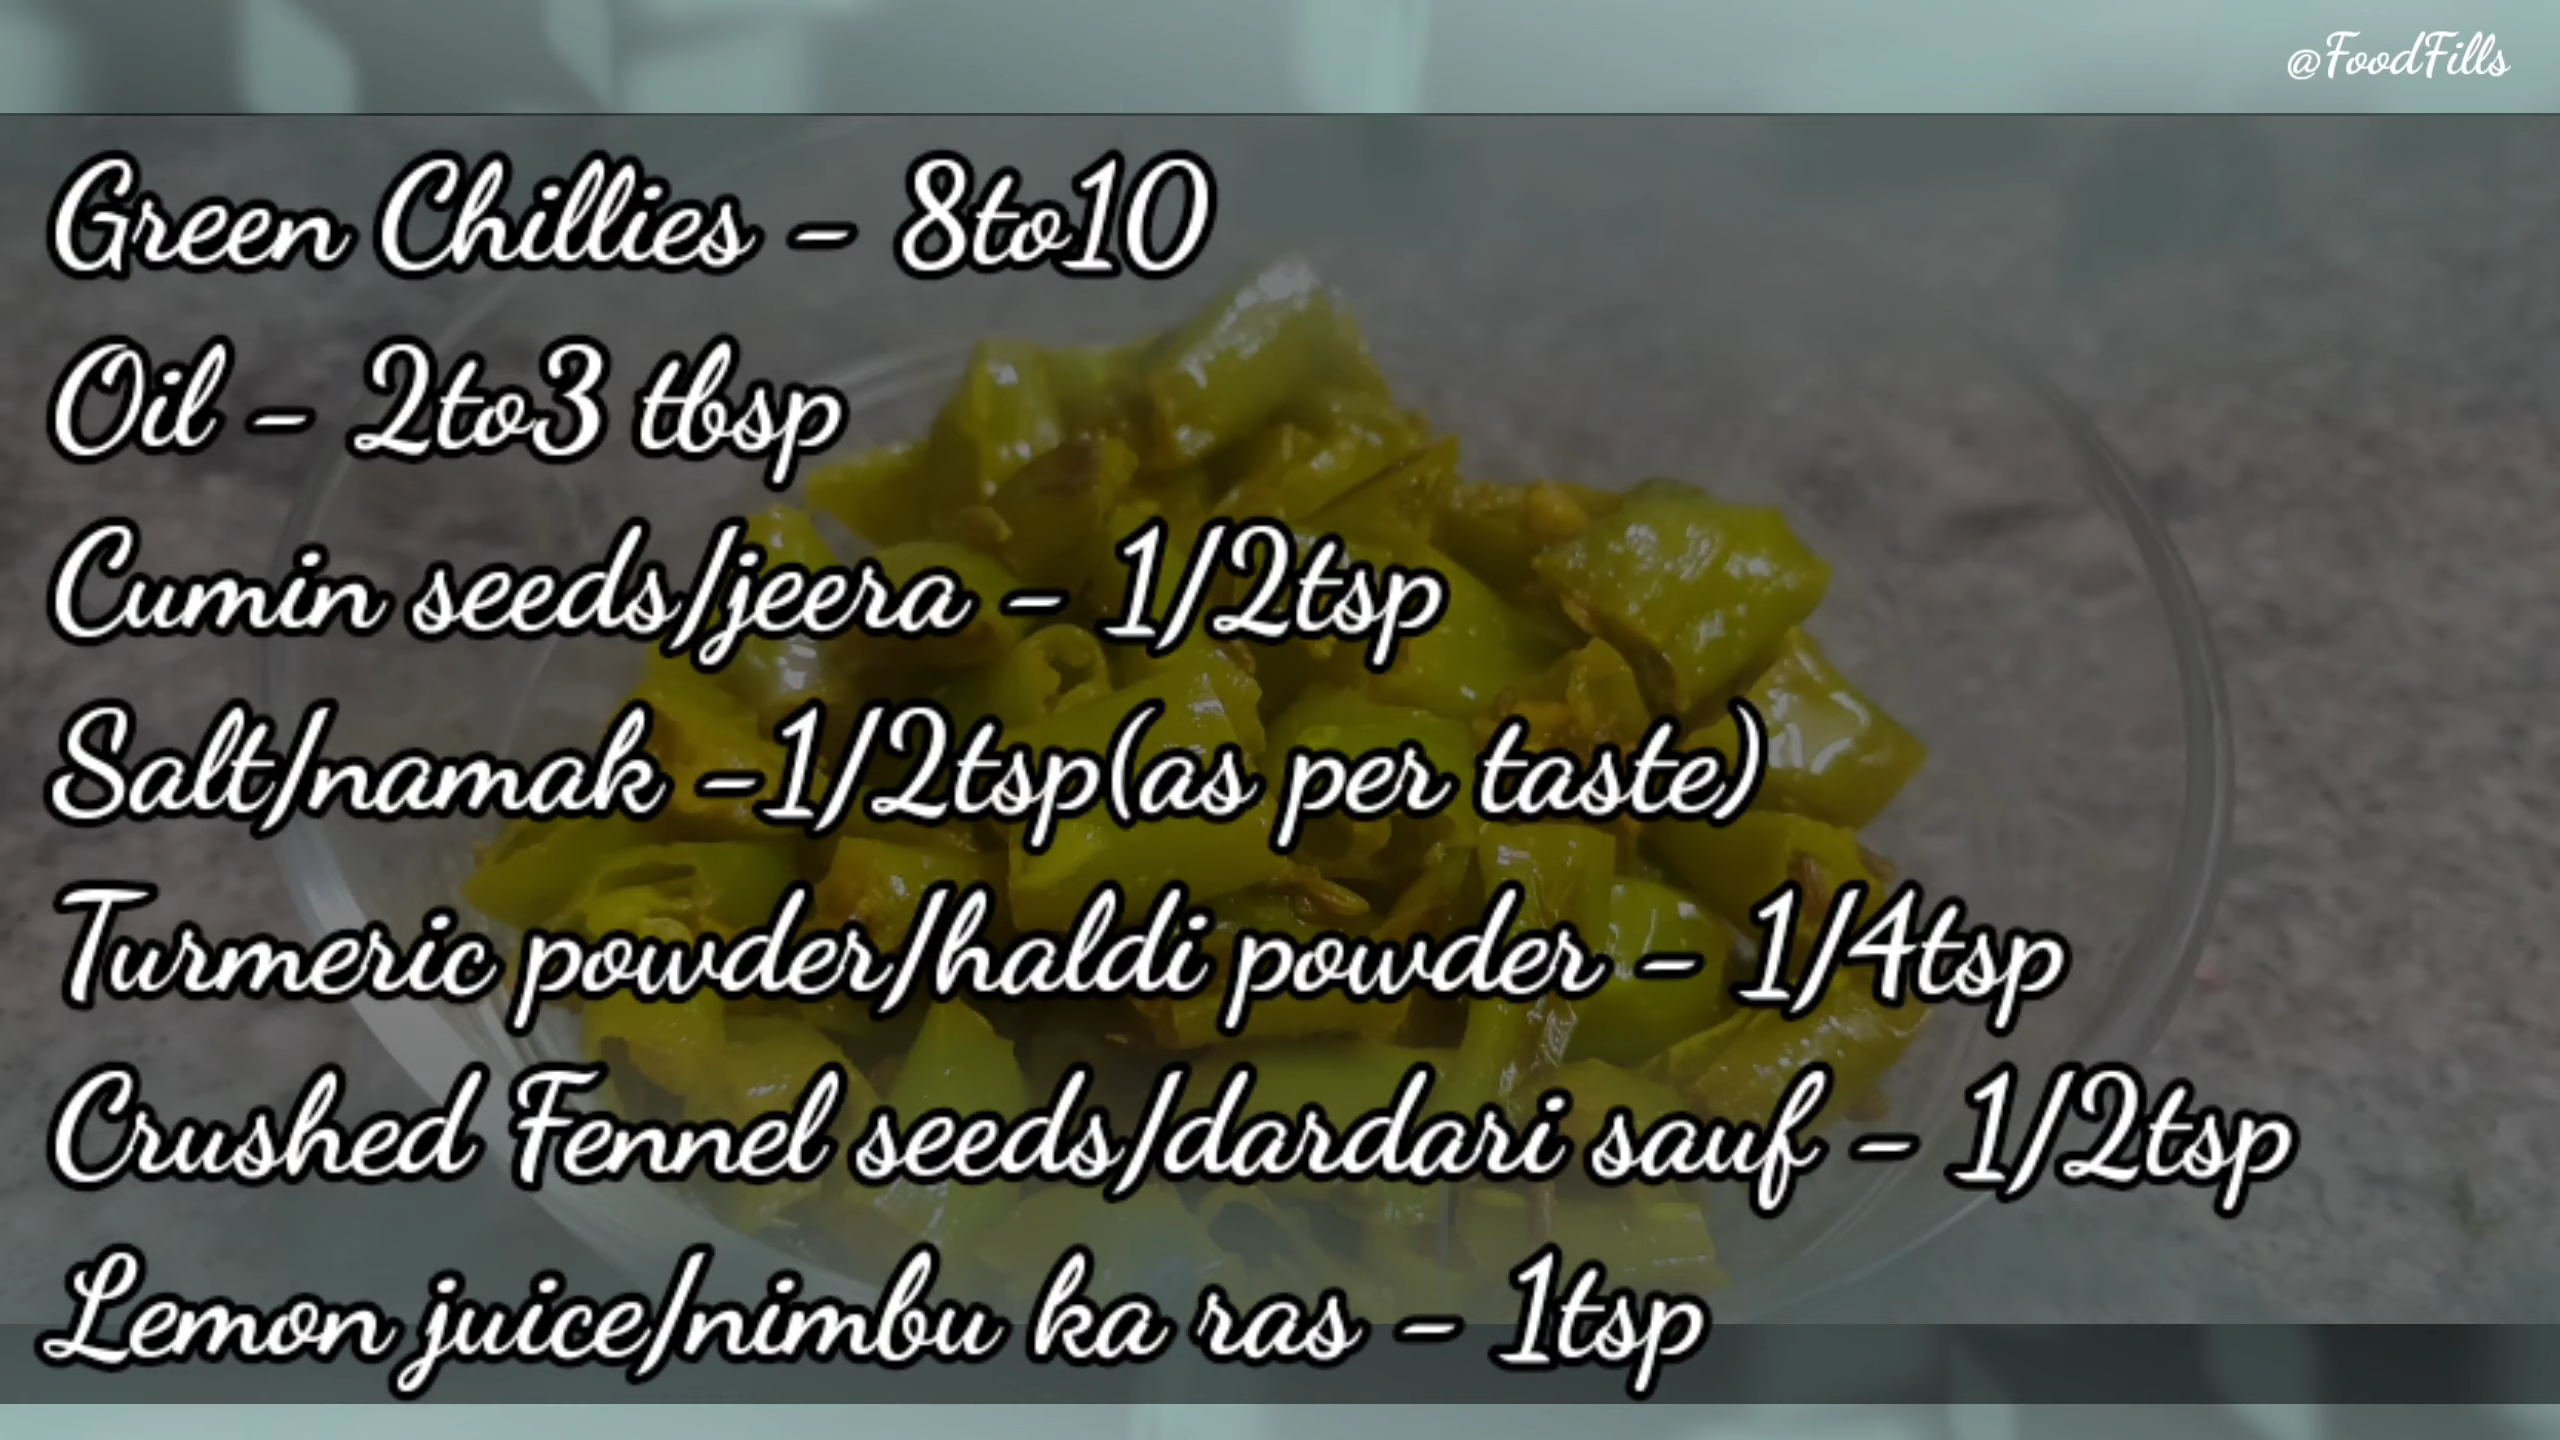 @FoodFills
Green Chillies - 8to10
Oil - 2to3 tbsp
Cumin seeds/jeera - 1/2tsp
Salt/namak -1/2tsp(as per taste)
Turmeric powder/haldi powder - 1/4tsp
Crushed Fennel seeds/dardari sauf - 1/2tsp
Lemon juice/nimbu ka ras - 1tsp